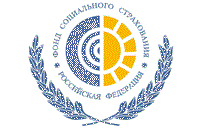 ФОНД СОЦИАЛЬНОГО СТРАХОВАНИЯ
РОССИЙСКАЯ ФЕДЕРАЦИЯ